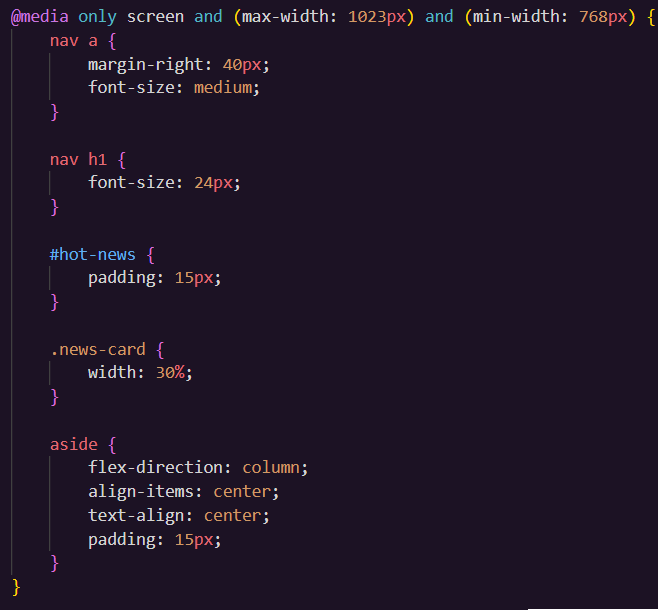 @media only screen and (max-width: 1023px) and (min-width: 768px) {
    nav a {
        margin-right: 40px;
        font-size: medium;
    }

    nav h1 {
        font-size: 24px;
    }

    #hot-news {
        padding: 15px;
    }

    .news-card {
        width: 30%;
    }

    aside {
        flex-direction: column;
        align-items: center;
        text-align: center;
        padding: 15px;
    }
}